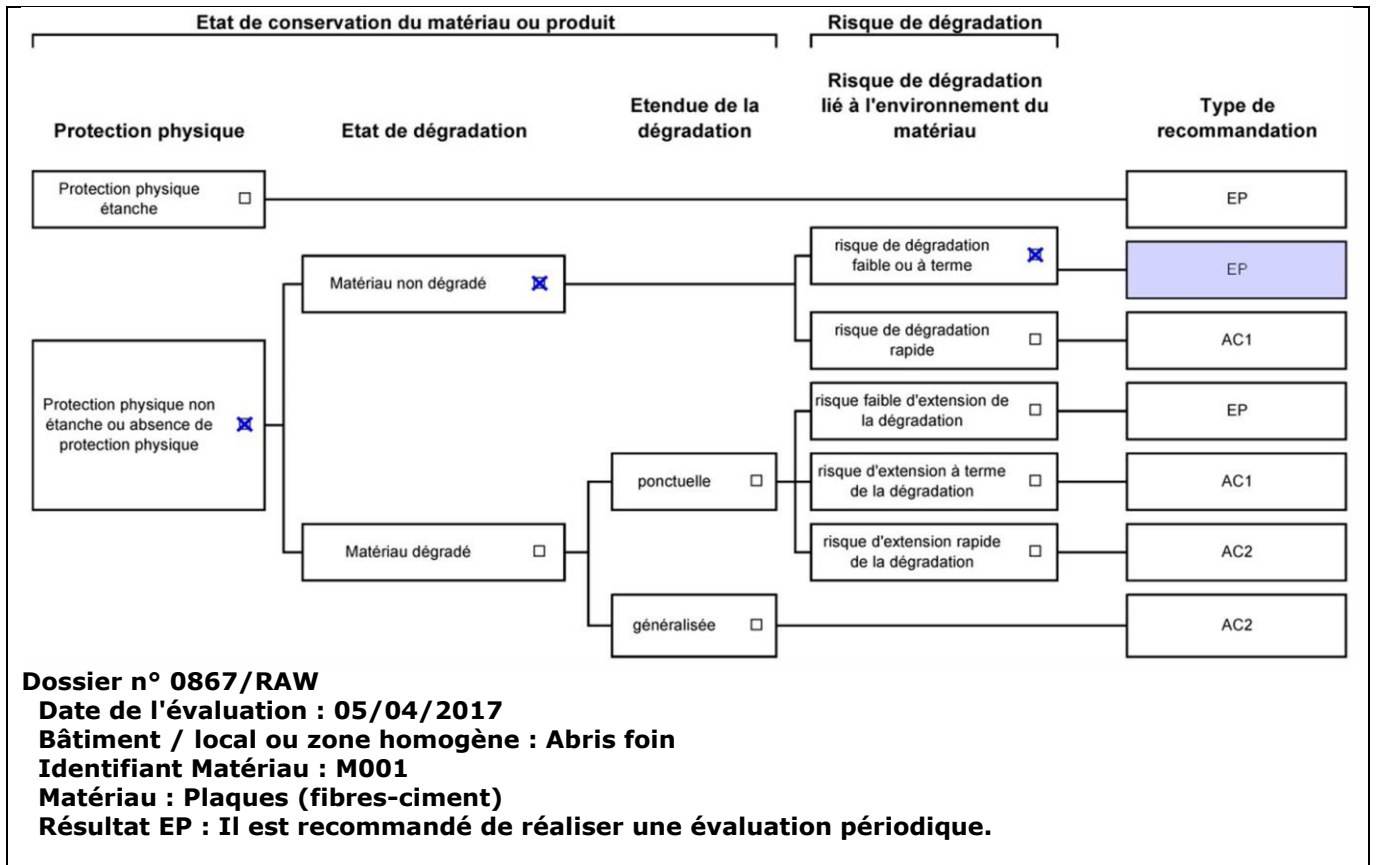 Etat de conservation du matériau ou produit
Risque de dégradation
Protection physique
Etat de dégradation
Etendue de la
dégradation
Risque de dégradation
lié à l'environnement du
matériau
Type de
recommandation
Protection physique
étanche
EP
risque de dégradation
faible ou à terme
EP
Matériau non dégradé
risque de dégradation
rapide
AC1
Protection physique non
étanche ou absence de
protection physique
risque faible d'extension de
la dégradation
EP
ponctuelle
risque d'extension à terme
de la dégradation
AC1
Matériau dégradé
risque d'extension rapide
de la dégradation
AC2
généralisée
AC2
Dossier n° 0867/RAW
Date de l'évaluation : 05/04/2017
Bâtiment / local ou zone homogène : Abris foin
Identifiant Matériau : M001
Matériau : Plaques (fibres-ciment)
Résultat EP : Il est recommandé de réaliser une évaluation périodique.